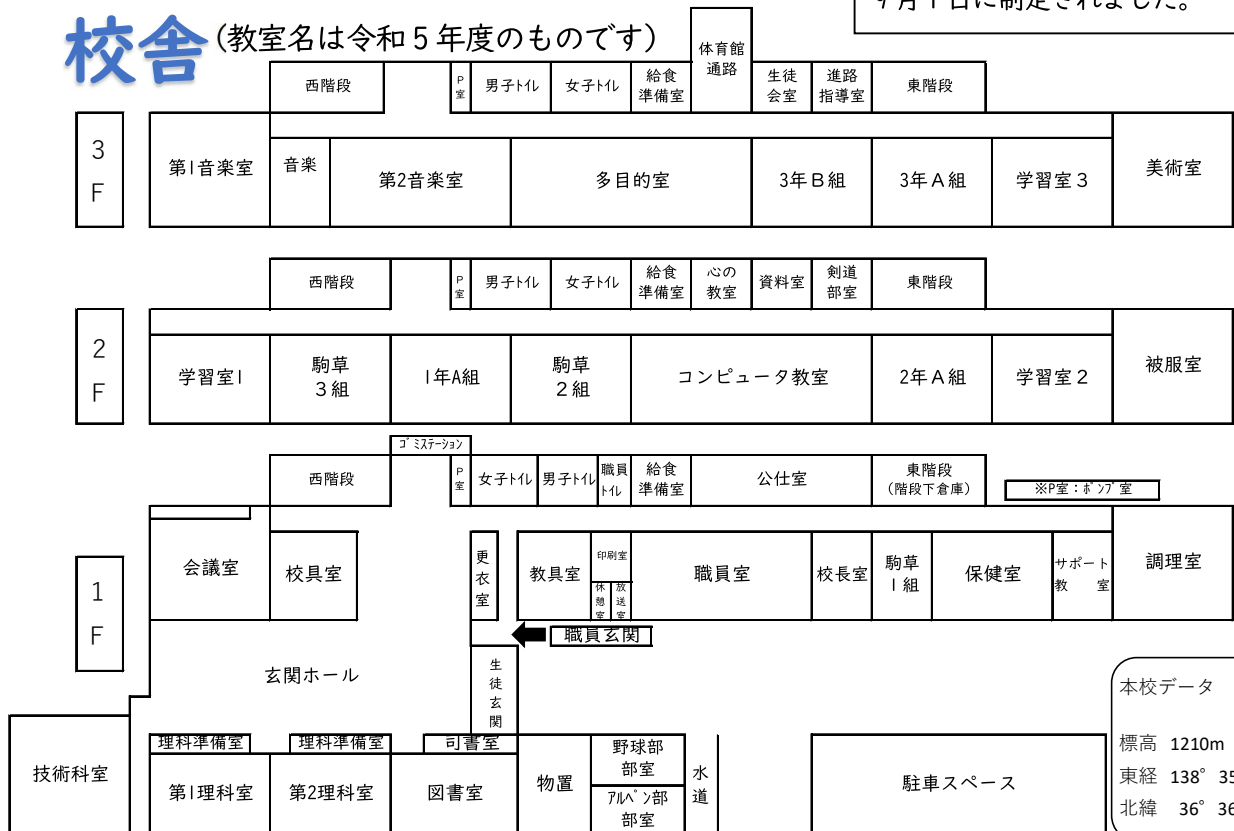 7月1日に制定されました。
校舎(教室名は令和5年度のものです)
3
F
体育館
通路
西階段
P
室
男子トイレ
女子トイレ
給食
準備室
生徒
会室
進路
指導室
東階段
第1音楽室
音楽
第2音楽室
多目的室
3年B組
3年A組
学習室3
美術室
2
F
西階段
P
室
男子トイレ
女子トイレ
給食
準備室
心の
教室
資料室
剣道
部室
東階段
学習室1
駒草
3組
1年A組
駒草
2組
コンピュータ教室
2年A組
学習室2
被服室
1
F
ゴミステーション
西階段
P
室
女子トイレ
男子トイレ
職員
トイレ
給食
準備室
公仕室
東階段
(階段下倉庫)
※P室：ポンプ室
会議室
校具室
更
衣
室
教具室
印刷室
休
憩
室
放
送
室
職員室
校長室
駒草
1組
保健室
サポート
教　室
調理室
職員玄関
玄関ホール
生
徒
玄
関
技術科室
理科準備室
理科準備室
司書室
第1理科室
第2理科室
図書室
物置
野球部
部室
アルペン部
部室
水
道
駐車スペース
本校データ
標高 1210m
東経 138° 35
北緯 36° 36